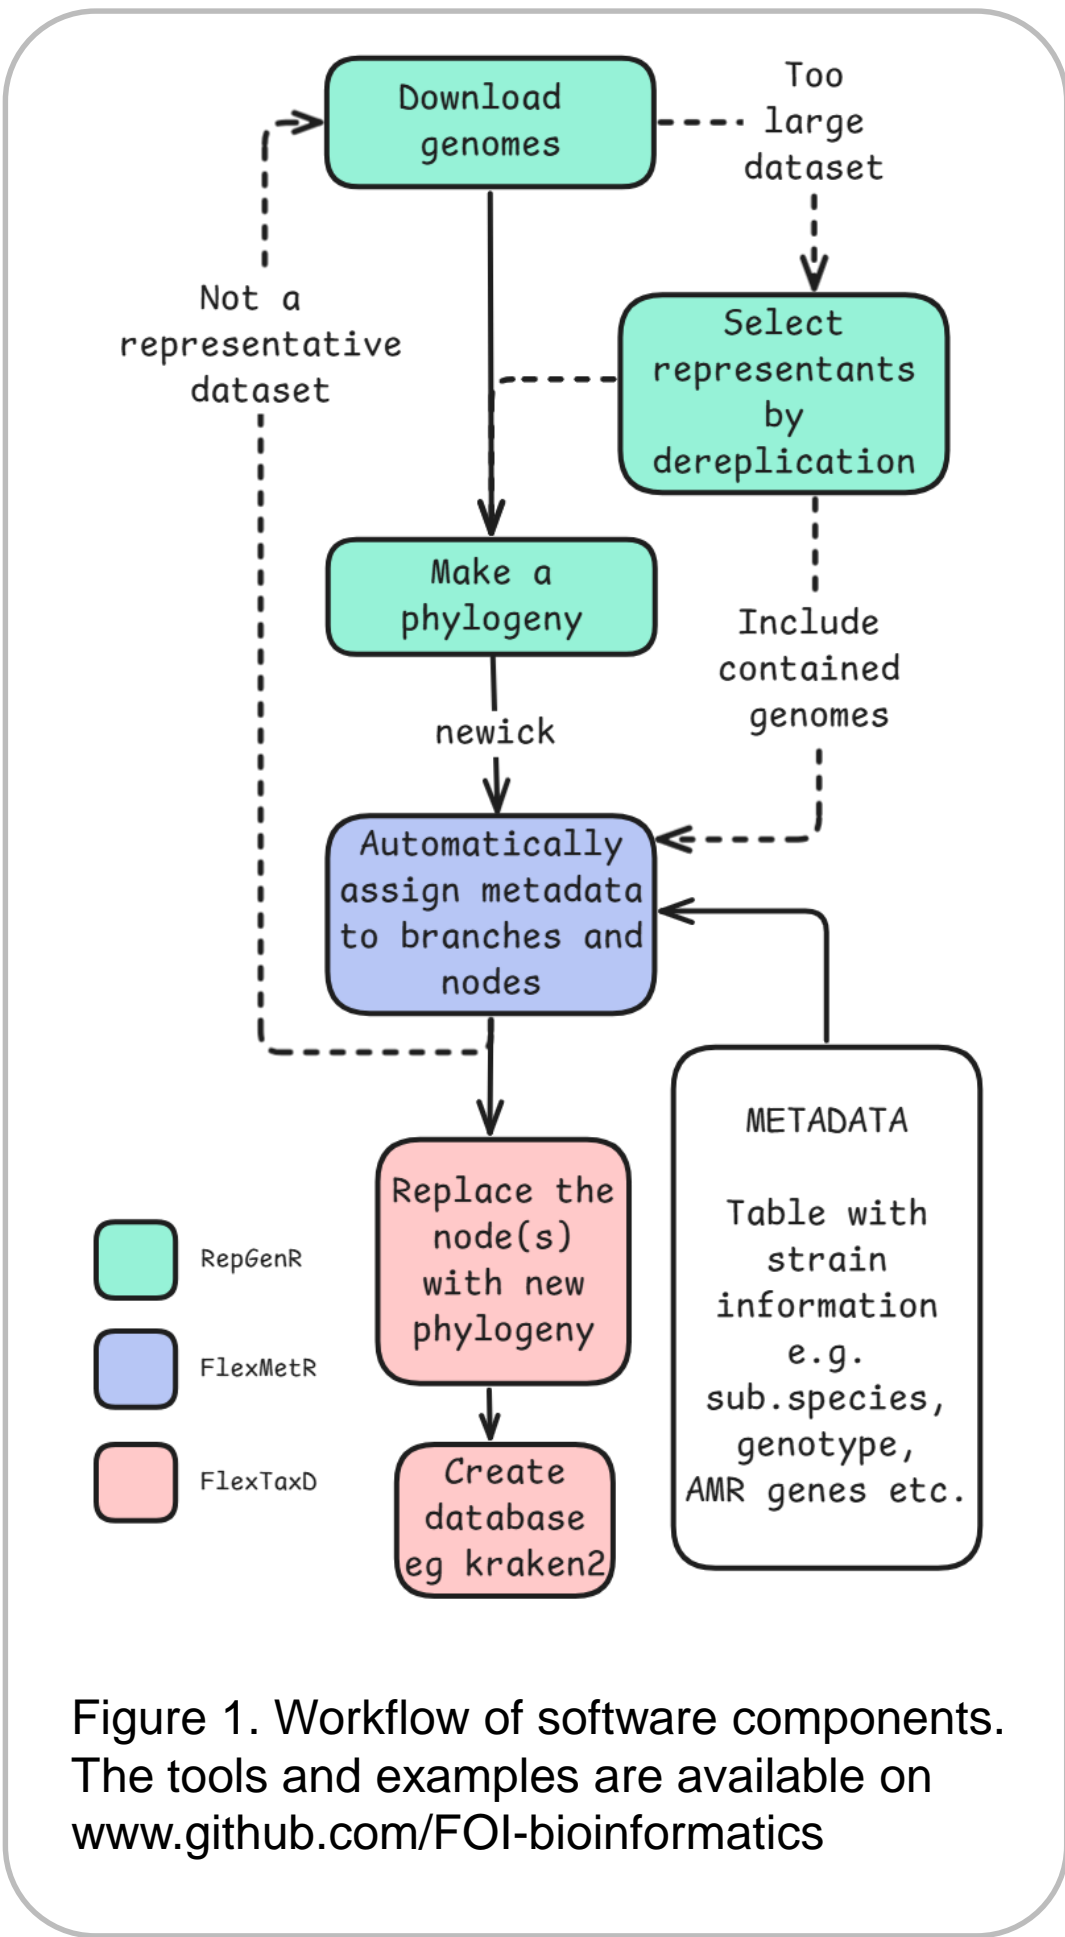 Download
genomes
Too
large
dataset
Not a
representative
dataset
Select
representants
by
dereplication
Make a
phylogeny
Include
contained
genomes
newick
Automatically
assign metadata
to branches and
nodes
METADATA
Table with
strain
information
e.g.
sub.species,
genotype,
AMR genes etc.
Replace the
node(s)
with new
phylogeny
RepGenR
FlexMetR
FlexTaxD
Create
database
eg kraken2
Figure 1. Workflow of software components.
The tools and examples are available on
www.github.com/FOI-bioinformatics